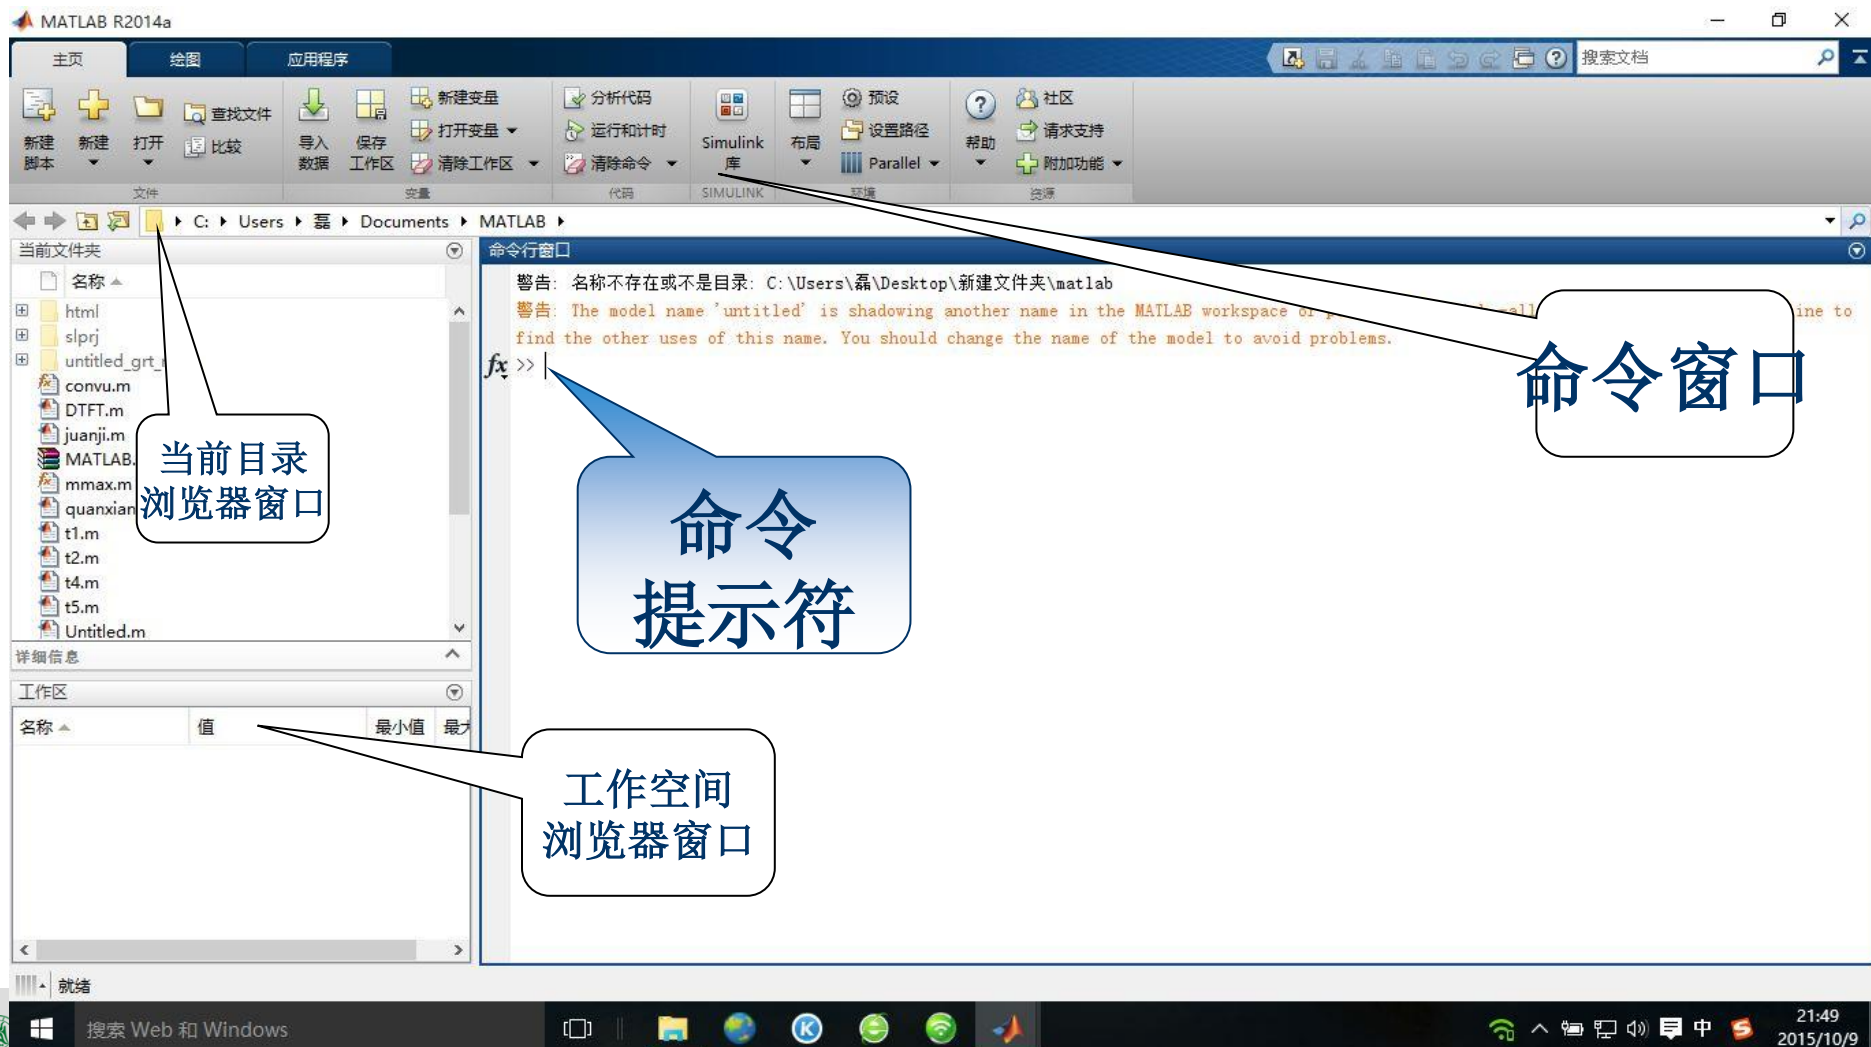 MATLAB R2014a
主页 绘图 应用程序 搜索文档
新建脚本 新建 打开 查找文件 比较 导入数据 保存工作区 新建变量 打开变量 清除工作区 分析代码 运行和计时 清除命令 Simulink 库 布局 预设 设置路径 Parallel 帮助 社区 请求支持 附加功能
文件 变量 代码 SIMULINK 环境 资源
C: Users 磊 Documents MATLAB
当前文件夹
名称
html
slprj
untitled_grt_
convu.m
DTFT.m
juanji.m
MATLAB.
mmax.m
quanxian
t1.m
t2.m
t4.m
t5.m
Untitled.m
详细信息
工作区
名称 值 最小值 最大
命令行窗口
警告: 名称不存在或不是目录: C:\Users\磊\Desktop\新建文件夹\matlab
警告: The model name 'untitled' is shadowing another name in the MATLAB workspace or ine to
find the other uses of this name. You should change the name of the model to avoid problems.
fx >>
当前目录
浏览器窗口
命令
提示符
命令窗口
工作空间
浏览器窗口
就绪
搜索 Web 和 Windows
中
21:49
2015/10/9